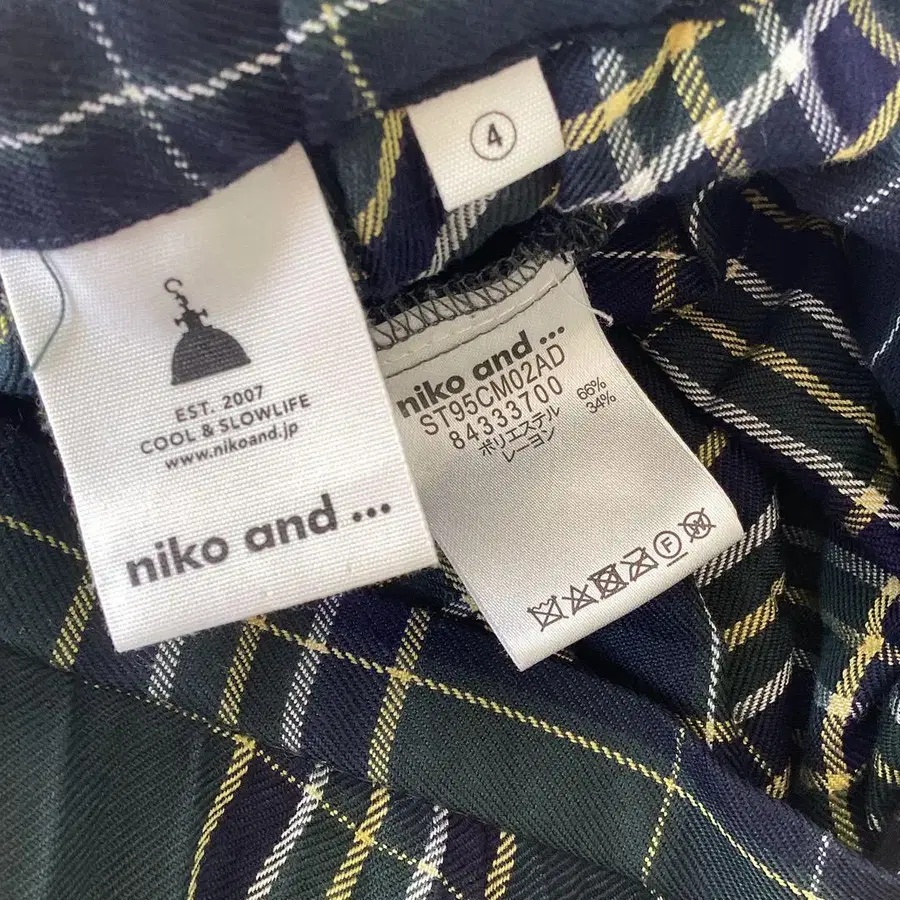 4
EST. 2007
COOL & SLOWLIFE
www.nikoand.jp
niko and ...
niko and ...
ST95CM02AD
84333700
ポリエステル 66%
レーヨン 34%
F
W